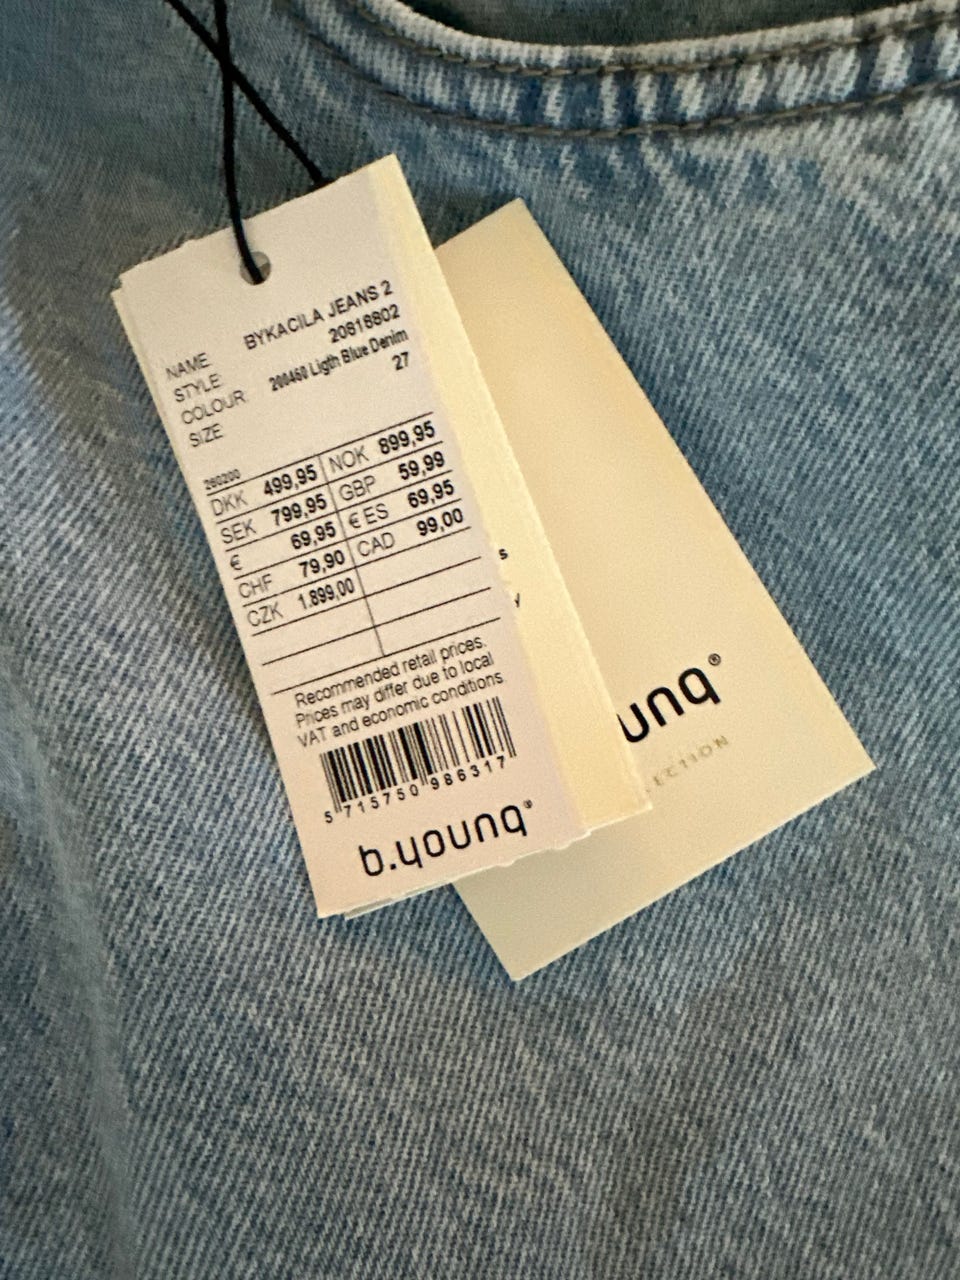 NAME BYKACILA JEANS 2
STYLE 20818802
COLOUR 200460 Ligth Blue Denim
SIZE 27
260200
DKK 499,95 NOK 899,95
SEK 799,95 GBP 59,99
€ 69,95 €ES 69,95
CHF 79,90 CAD 99,00
CZK 1.899,00
Recommended retail prices.
Prices may differ due to local
VAT and economic conditions
5 715750 986317
b.young®
s
y
oung®
LECTION